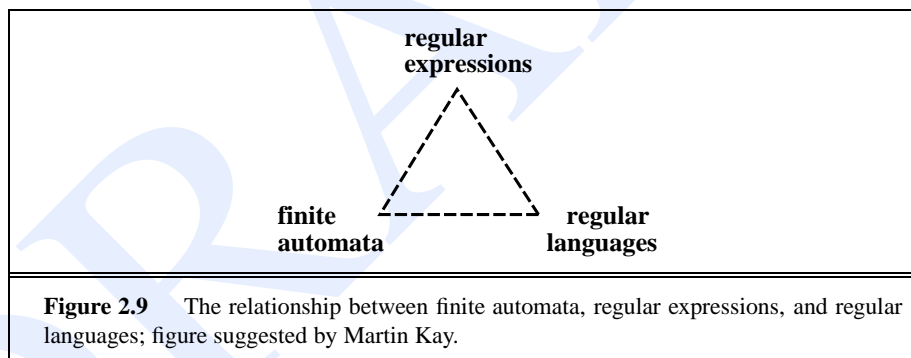 regular
expressions
finite
automata
regular
languages
Figure 2.9 The relationship between finite automata, regular expressions, and regular
languages; figure suggested by Martin Kay.